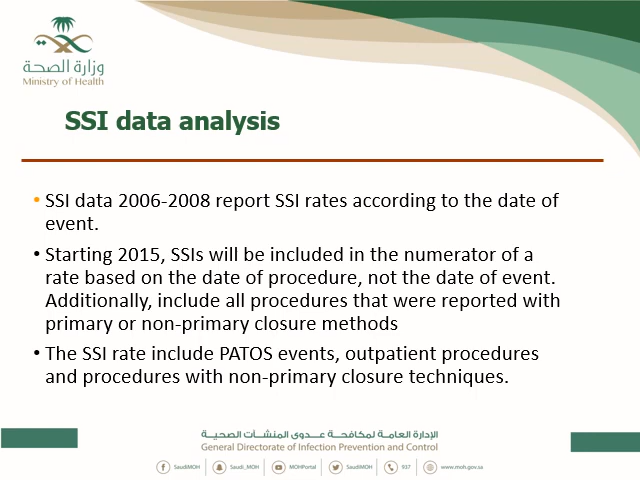 وزارة الصحة
Ministry of Health
SSI data analysis
• SSI data 2006-2008 report SSI rates according to the date of
event.
• Starting 2015, SSIs will be included in the numerator of a
rate based on the date of procedure, not the date of event.
Additionally, include all procedures that were reported with
primary or non-primary closure methods
• The SSI rate include PATOS events, outpatient procedures
and procedures with non-primary closure techniques.
الإدارة العامة لمكافحة عدوى المنشآت الصحية
General Directorate of Infection Prevention and Control
SaudiMOH Saudi_MOH MOHPortal SaudiMOH 937 www.moh.gov.sa